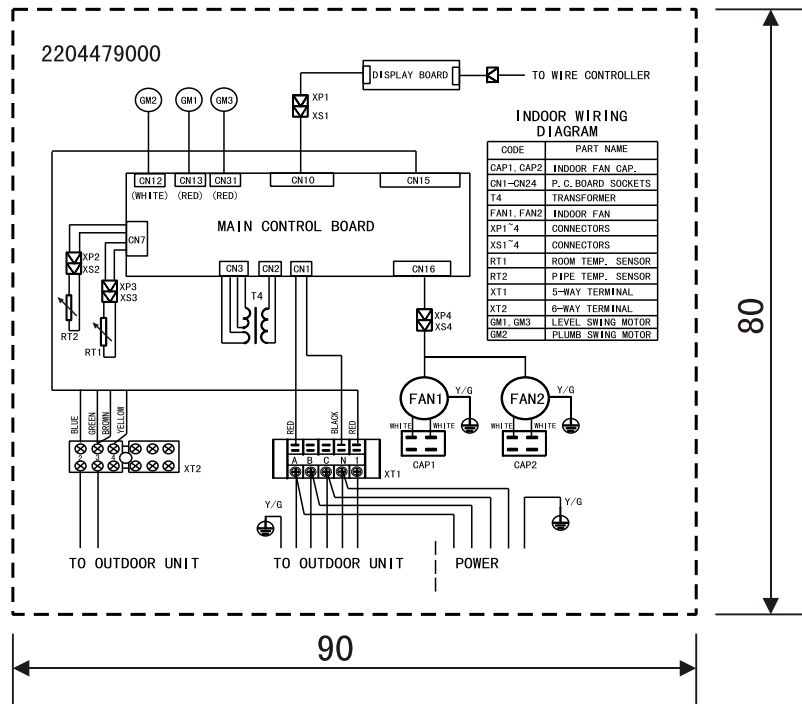 2204479000
DISPLAY BOARD
TO WIRE CONTROLLER
GM2
GM1
GM3
XP1
XS1
INDOOR WIRING
DIAGRAM
CODE PART NAME
CAP1, CAP2 INDOOR FAN CAP.
CN1-CN24 P. C. BOARD SOCKETS
T4 TRANSFORMER
FAN1, FAN2 INDOOR FAN
XP1~4 CONNECTORS
XS1~4 CONNECTORS
RT1 ROOM TEMP. SENSOR
RT2 PIPE TEMP. SENSOR
XT1 5-WAY TERMINAL
XT2 6-WAY TERMINAL
GM1, GM3 LEVEL SWING MOTOR
GM2 PLUMB SWING MOTOR
CN12
CN13
CN31
CN10
CN15
(WHITE)
(RED)
(RED)
MAIN CONTROL BOARD
CN7
CN3
CN2
CN1
CN16
XP2
XS2
XP3
XS3
RT2
RT1
T4
XP4
XS4
FAN1
Y/G
FAN2
Y/G
WHITE
WHITE
WHITE
WHITE
CAP1
CAP2
BLUE
GREEN
BROWN
YELLOW
RED
BLACK
RED
XT2
A B C N 1
XT1
Y/G
Y/G
TO OUTDOOR UNIT
TO OUTDOOR UNIT
POWER
80
90